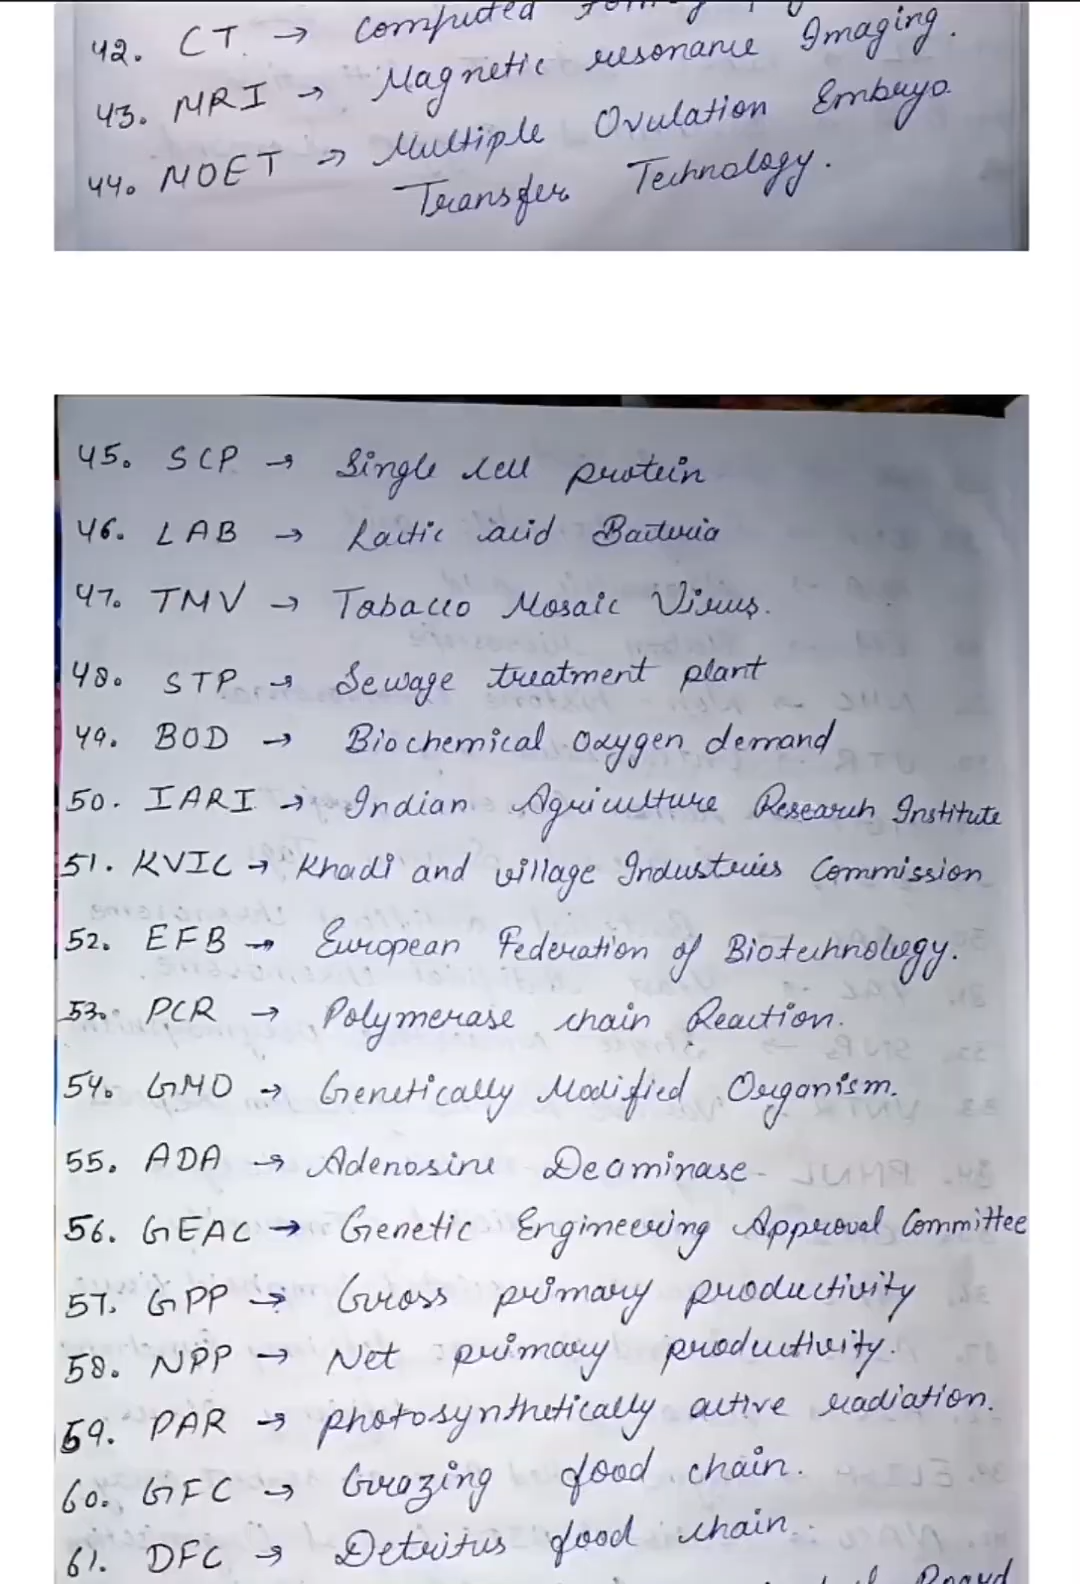 42. CT → Computed
43. MRI → Magnetic resonance Imaging.
44. MOET → Multiple Ovulation Embryo
Transfer Technology.
45. SCP → Single cell protein
46. LAB → Lactic acid Bacteria
47. TMV → Tobacco Mosaic Virus.
48. STP → Sewage treatment plant
49. BOD → Biochemical Oxygen demand
50. IARI → Indian Agriculture Research Institute
51. KVIC → Khadi and village Industries Commission
52. EFB → European Federation of Biotechnology.
53. PCR → Polymerase chain Reaction.
54. GMO → Genetically Modified Organism.
55. ADA → Adenosine Deaminase
56. GEAC → Genetic Engineering Approval Committee
57. GPP → Gross primary productivity
58. NPP → Net primary productivity.
59. PAR → photosynthetically active radiation.
60. GFC → Grazing food chain.
61. DFC → Detritus food chain.
Board